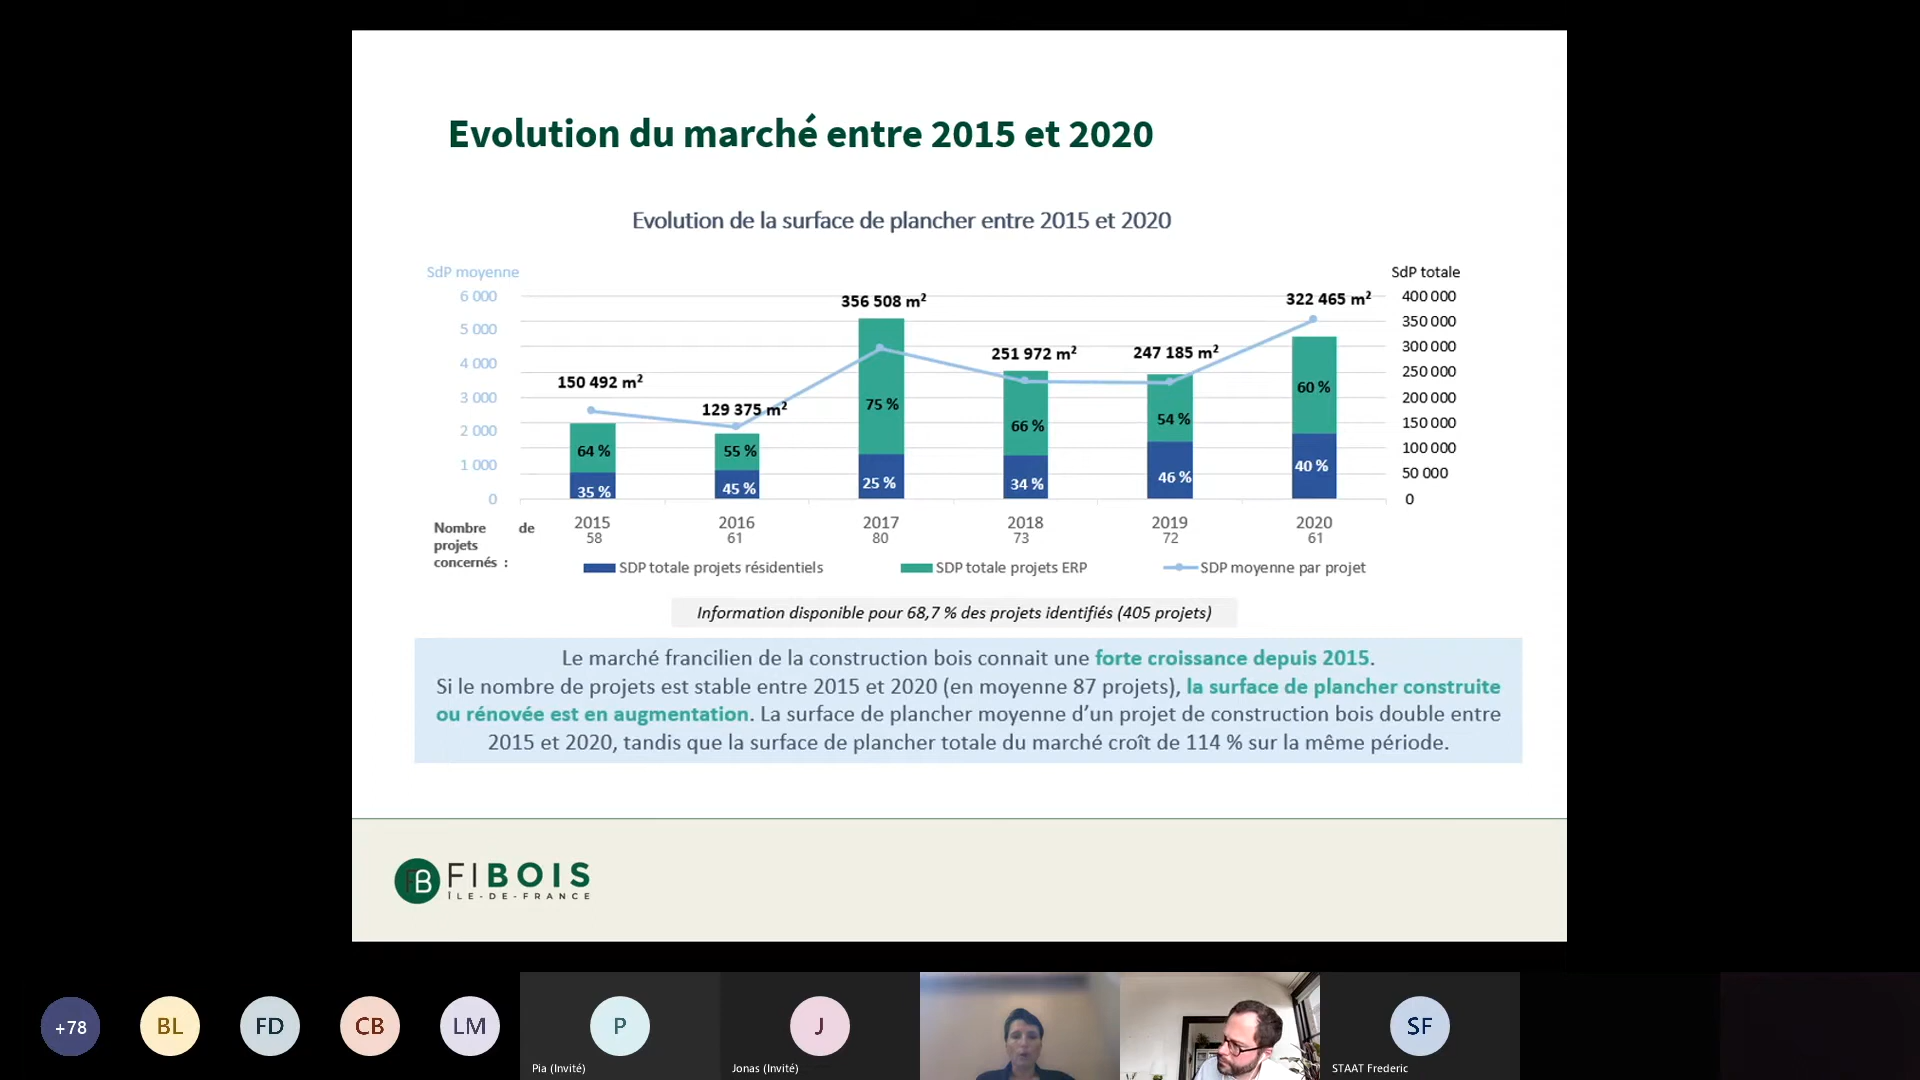 Evolution du marché entre 2015 et 2020
Evolution de la surface de plancher entre 2015 et 2020
SdP moyenne
SdP totale
6 000
5 000
4 000
3 000
2 000
1 000
0
400 000
350 000
300 000
250 000
200 000
150 000
100 000
50 000
0
150 492 m²
129 375 m²
356 508 m²
251 972 m²
247 185 m²
322 465 m²
64 %
55 %
75 %
66 %
54 %
60 %
35 %
45 %
25 %
34 %
46 %
40 %
2015 2016 2017 2018 2019 2020
Nombre de
projets
concernés :
58 61 80 73 72 61
SDP totale projets résidentiels
SDP totale projets ERP
SDP moyenne par projet
Information disponible pour 68,7 % des projets identifiés (405 projets)
Le marché francilien de la construction bois connait une forte croissance depuis 2015.
Si le nombre de projets est stable entre 2015 et 2020 (en moyenne 87 projets), la surface de plancher construite
ou rénovée est en augmentation. La surface de plancher moyenne d’un projet de construction bois double entre
2015 et 2020, tandis que la surface de plancher totale du marché croît de 114 % sur la même période.
FB
FIBOIS
ÎLE-DE-FRANCE
+78
BL
FD
CB
LM
P
J
SF
Pia (Invité)
Jonas (Invité)
STAAT Frederic